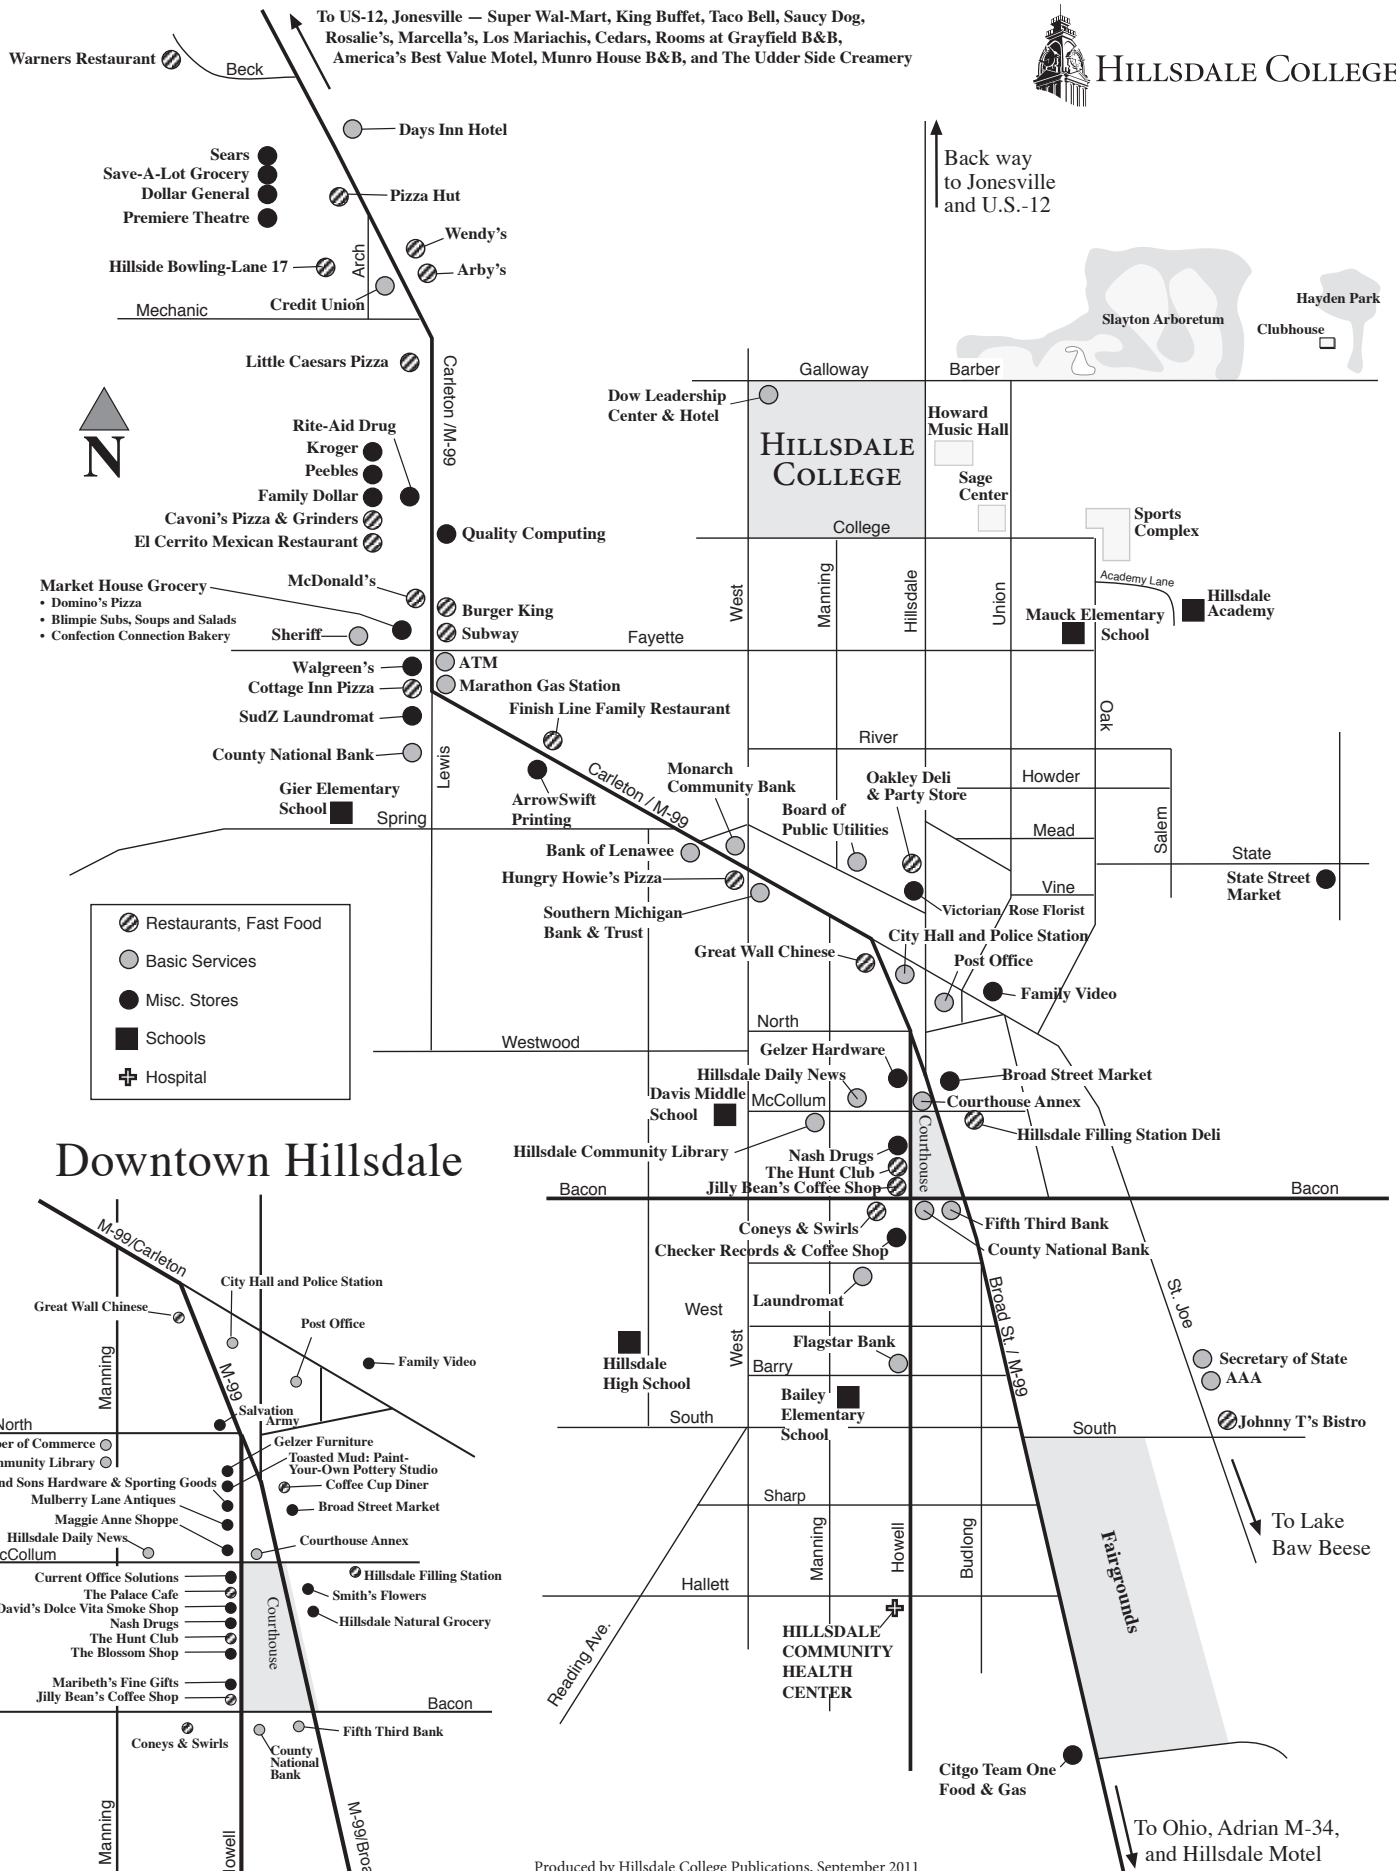 To US-12, Jonesville — Super Wal-Mart, King Buffet, Taco Bell, Saucy Dog,
Rosalie's, Marcella's, Los Mariachis, Cedars, Rooms at Grayfield B&B,
America's Best Value Motel, Munro House B&B, and The Udder Side Creamery
HILLSDALE COLLEGE
Warners Restaurant
Beck
Days Inn Hotel
Sears
Save-A-Lot Grocery
Dollar General
Premiere Theatre
Pizza Hut
Wendy's
Arby's
Arch
Hillside Bowling-Lane 17
Credit Union
Mechanic
Back way
to Jonesville
and U.S.-12
Hayden Park
Slayton Arboretum
Clubhouse
Little Caesars Pizza
Carleton /M-99
Galloway
Barber
Dow Leadership
Center & Hotel
HILLSDALE
COLLEGE
Howard
Music Hall
Sage
Center
Sports
Complex
College
N
Rite-Aid Drug
Kroger
Peebles
Family Dollar
Cavoni's Pizza & Grinders
El Cerrito Mexican Restaurant
Quality Computing
McDonald's
Market House Grocery
• Domino's Pizza
• Blimpie Subs, Soups and Salads
• Confection Connection Bakery
Sheriff
Burger King
Subway
Fayette
West
Manning
Hillsdale
Union
Academy Lane
Hillsdale
Academy
Mauck Elementary
School
Walgreen's
ATM
Cottage Inn Pizza
Marathon Gas Station
SudZ Laundromat
Finish Line Family Restaurant
Oak
County National Bank
Lewis
River
Gier Elementary
School
Spring
ArrowSwift
Printing
Carleton / M-99
Monarch
Community Bank
Board of
Public Utilities
Oakley Deli
& Party Store
Howder
Mead
Salem
State
State Street
Market
Vine
Bank of Lenawee
Hungry Howie's Pizza
Southern Michigan
Bank & Trust
Victorian Rose Florist
City Hall and Police Station
Great Wall Chinese
Post Office
Family Video
Restaurants, Fast Food
Basic Services
Misc. Stores
Schools
Hospital
North
Westwood
Gelzer Hardware
Hillsdale Daily News
Broad Street Market
Davis Middle
School
McCollum
Courthouse Annex
Hillsdale Filling Station Deli
Hillsdale Community Library
Courthouse
Nash Drugs
The Hunt Club
Jilly Bean's Coffee Shop
Bacon
Bacon
Coneys & Swirls
Fifth Third Bank
Checker Records & Coffee Shop
County National Bank
Laundromat
West
West
Broad St. / M-99
St. Joe
Flagstar Bank
Barry
Hillsdale
High School
Bailey
Elementary
School
Secretary of State
AAA
Johnny T's Bistro
South
South
Sharp
Manning
Howell
Budlong
Fairgrounds
To Lake
Baw Beese
Hallett
Reading Ave.
HILLSDALE
COMMUNITY
HEALTH
CENTER
Citgo Team One
Food & Gas
To Ohio, Adrian M-34,
and Hillsdale Motel
Downtown Hillsdale
M-99/Carleton
City Hall and Police Station
Great Wall Chinese
Post Office
Family Video
Manning
M-99
Salvation
Army
North
er of Commerce
munity Library
Gelzer Furniture
Toasted Mud: Paint-
Your-Own Pottery Studio
nd Sons Hardware & Sporting Goods
Coffee Cup Diner
Mulberry Lane Antiques
Broad Street Market
Maggie Anne Shoppe
Hillsdale Daily News
Courthouse Annex
cCollum
Current Office Solutions
Hillsdale Filling Station
The Palace Cafe
Smith's Flowers
David's Dolce Vita Smoke Shop
Nash Drugs
Hillsdale Natural Grocery
The Hunt Club
The Blossom Shop
Courthouse
Maribeth's Fine Gifts
Jilly Bean's Coffee Shop
Bacon
Coneys & Swirls
Fifth Third Bank
County
National
Bank
Manning
owell
M-99/Broa
Produced by Hillsdale College Publications, September 2011